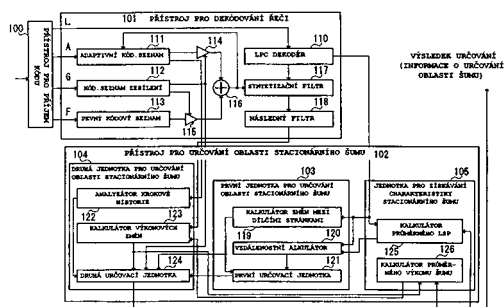 100
PŘÍSTROJ PRO PŘÍJEM KÓDU
L
A
G
F
101
PŘÍSTROJ PRO DEKÓDOVÁNÍ ŘEČI
111
ADAPTIVNÍ KÓD.SEZNAM
112
KÓD.SEZNAM ZESÍLENÍ
113
PEVNÝ KÓDOVÝ SEZNAM
114
115
116
110
LPC DEKODÉR
117
SYNTETIZAČNÍ FILTR
118
NÁSLEDNÍ FILTR
VÝSLEDEK URČOVÁNÍ
(INFORMACE O URČOVÁNÍ
OBLASTI ŠUMU)
PŘÍSTROJ PRO URČOVÁNÍ OBLASTI STACIONÁRNÍHO ŠUMU
102
104
DRUHÁ JEDNOTKA PRO URČOVÁNÍ
OBLASTI STACIONÁRNÍHO ŠUMU
ANALYZÁTOR KROKOVÉ
HISTORIE
122
123
KALKULÁTOR VÝKONOVÝCH
ZMĚN
124
DRUHÁ URČOVACÍ JEDNOTKA
103
PRVNÍ JEDNOTKA PRO URČOVÁNÍ
OBLASTI STACIONÁRNÍHO ŠUMU
KALKULÁTOR ZMĚN MEZI
DÍLČÍMI STRÁNKAMI
119
120
VZDÁLENOSTNÍ
121
PRVNÍ URČOVACÍ JEDNOTKA
105
JEDNOTKA PRO ZÍSKÁVÁNÍ
CHARAKTERISTIKY
STACIONÁRNÍHO ŠUMU
KALKULÁTOR
PRŮMĚRNÉHO LSP
125
126
KALKULÁTOR PRŮMĚR-
NÉHO VÝKONU ŠUMU